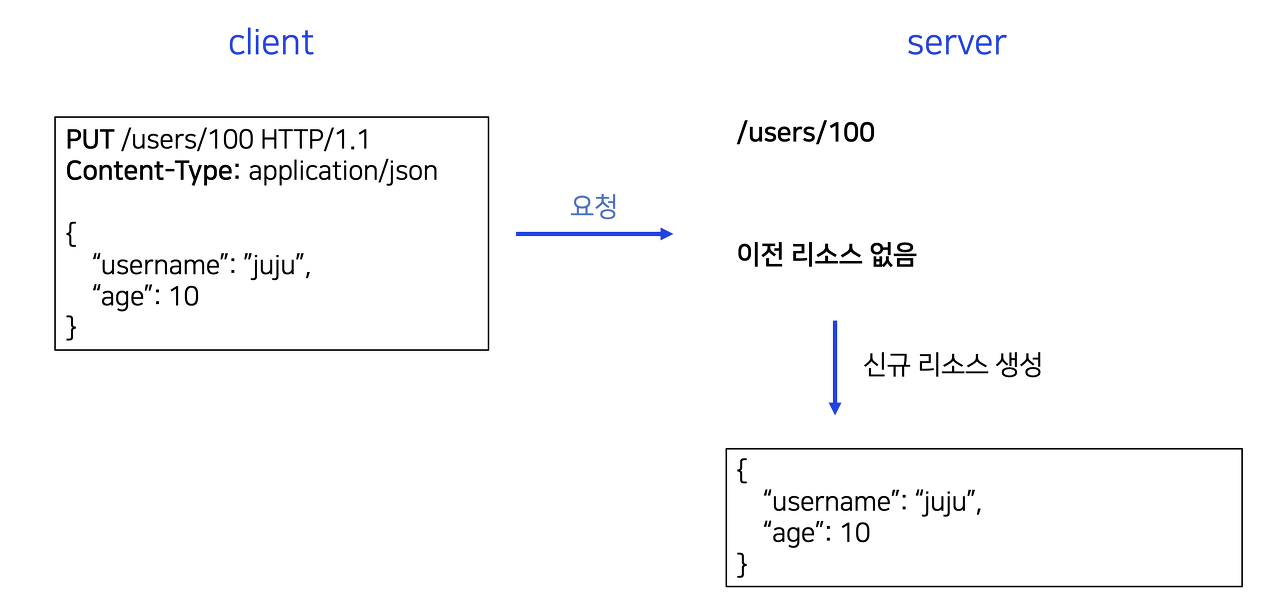 client
server
PUT /users/100 HTTP/1.1
Content-Type: application/json
{
“username”: ”juju”,
“age”: 10
}
요청
/users/100
이전 리소스 없음
신규 리소스 생성
{
“username”: “juju”,
“age”: 10
}